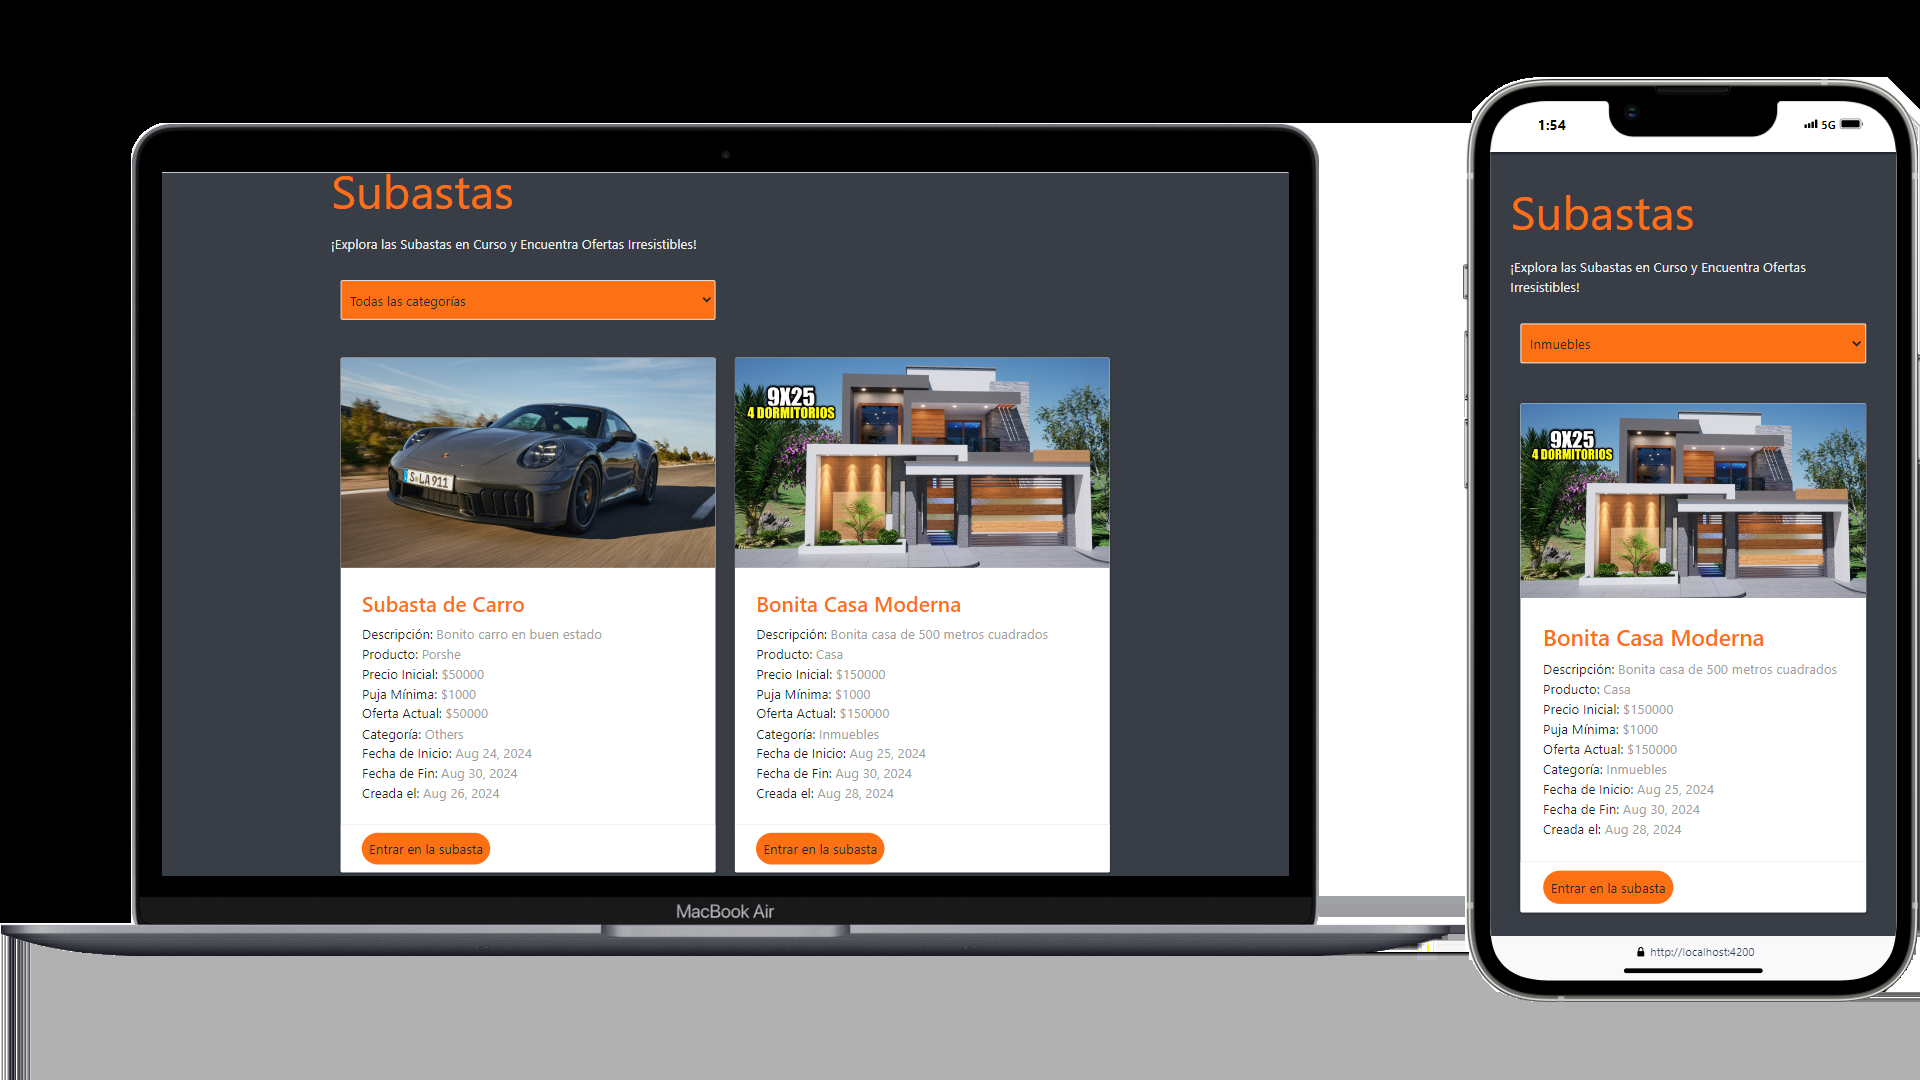 Subastas
¡Explora las Subastas en Curso y Encuentra Ofertas Irresistibles!
Todas las categorías
S LA 911
Subasta de Carro
Descripción: Bonito carro en buen estado
Producto: Porshe
Precio Inicial: $50000
Puja Mínima: $1000
Oferta Actual: $50000
Categoría: Others
Fecha de Inicio: Aug 24, 2024
Fecha de Fin: Aug 30, 2024
Creada el: Aug 26, 2024
Entrar en la subasta
9X25
4 DORMITORIOS
Bonita Casa Moderna
Descripción: Bonita casa de 500 metros cuadrados
Producto: Casa
Precio Inicial: $150000
Puja Mínima: $1000
Oferta Actual: $150000
Categoría: Inmuebles
Fecha de Inicio: Aug 25, 2024
Fecha de Fin: Aug 30, 2024
Creada el: Aug 28, 2024
Entrar en la subasta
MacBook Air
1:54
5G
Subastas
¡Explora las Subastas en Curso y Encuentra Ofertas
Irresistibles!
Inmuebles
9X25
4 DORMITORIOS
Bonita Casa Moderna
Descripción: Bonita casa de 500 metros cuadrados
Producto: Casa
Precio Inicial: $150000
Puja Mínima: $1000
Oferta Actual: $150000
Categoría: Inmuebles
Fecha de Inicio: Aug 25, 2024
Fecha de Fin: Aug 30, 2024
Creada el: Aug 28, 2024
Entrar en la subasta
http://localhost:4200